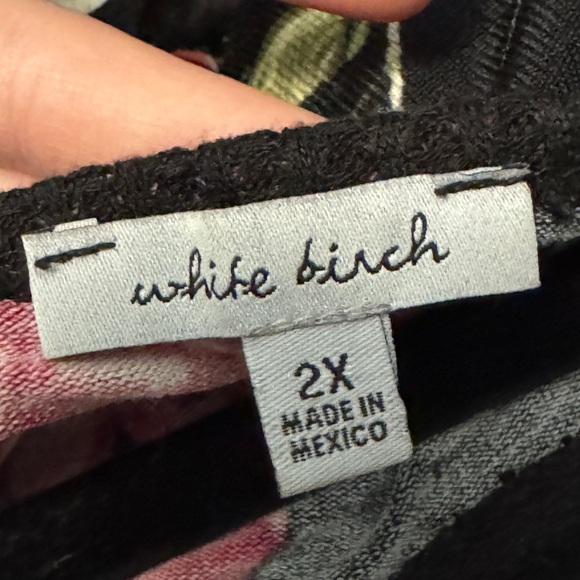 white birch
2X
MADE IN
MEXICO